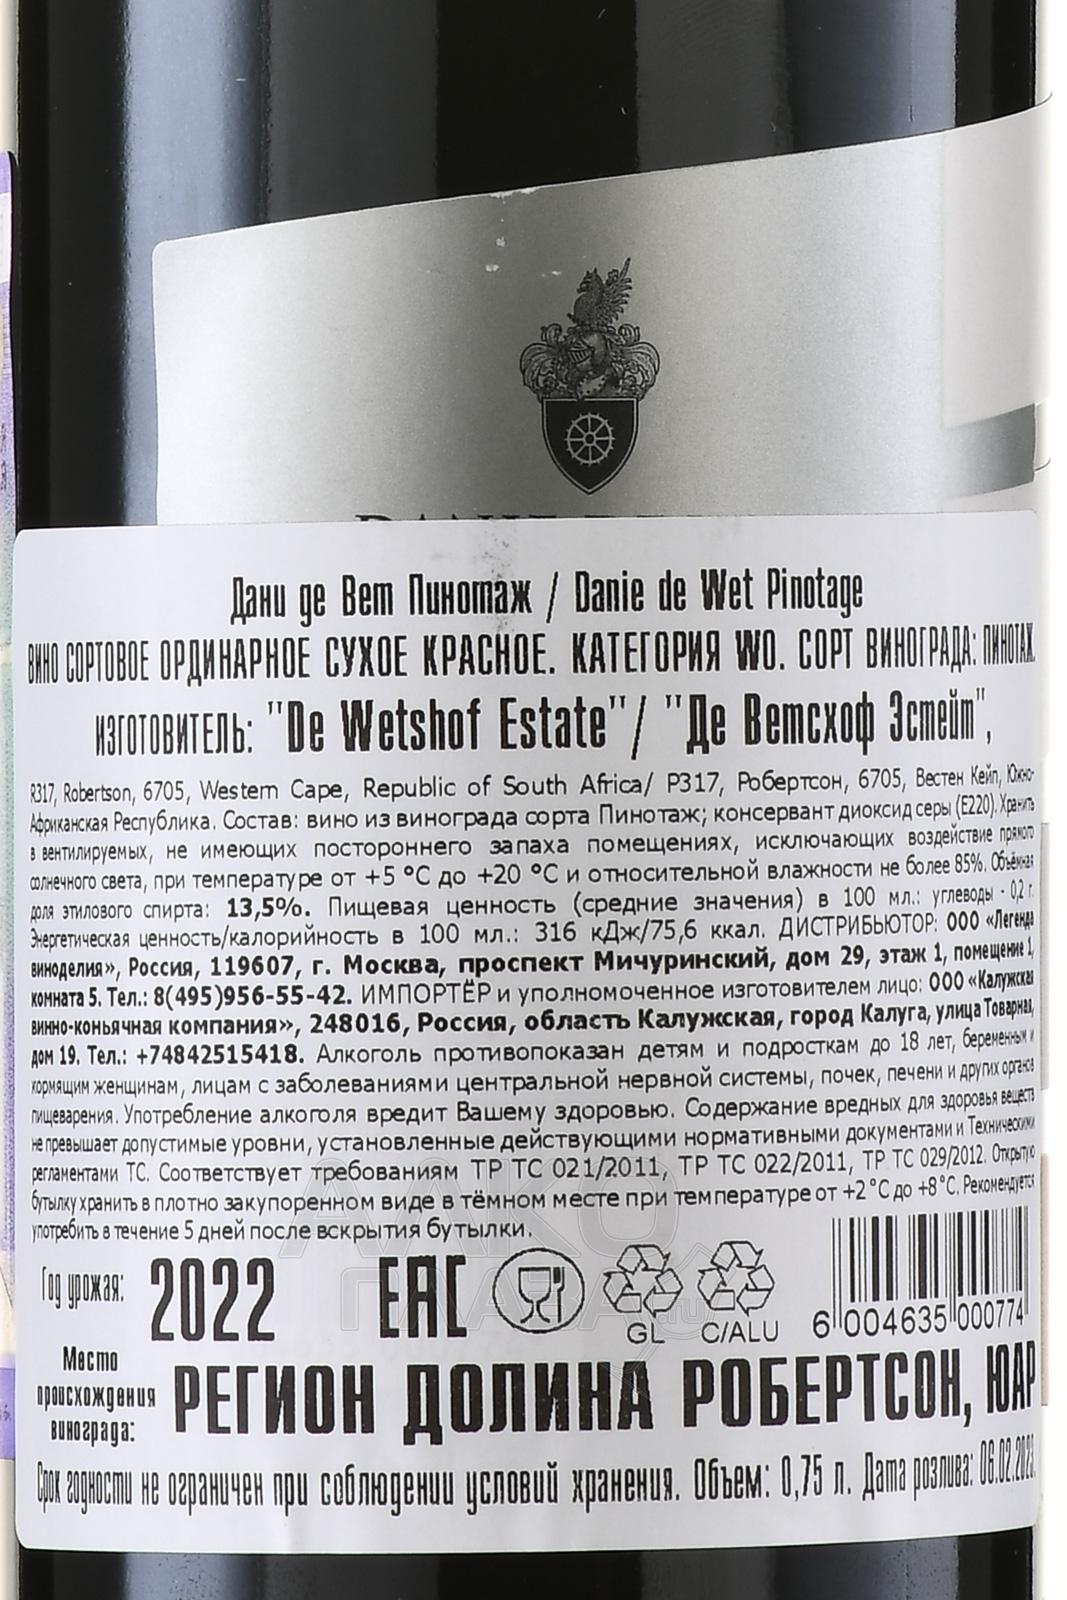 Дани де Вет Пинотаж / Danie de Wet Pinotage
ВИНО СОРТОВОЕ ОРДИНАРНОЕ СУХОЕ КРАСНОЕ. КАТЕГОРИЯ WO. СОРТ ВИНОГРАДА: ПИНОТАЖ.
ИЗГОТОВИТЕЛЬ: "De Wetshof Estate"/ "Де Ветсхоф Эстейт",
R317, Robertson, 6705, Western Cape, Republic of South Africa/ Р317, Робертсон, 6705, Вестен Кейп, Южно-
Африканская Республика. Состав: вино из винограда сорта Пинотаж; консервант диоксид серы (Е220). Хранить
в вентилируемых, не имеющих постороннего запаха помещениях, исключающих воздействие прямого
солнечного света, при температуре от +5 °С до +20 °С и относительной влажности не более 85%. Объёмная
доля этилового спирта: 13,5%. Пищевая ценность (средние значения) в 100 мл.: углеводы - 0,2 г.
Энергетическая ценность/калорийность в 100 мл.: 316 кДж/75,6 ккал. ДИСТРИБЬЮТОР: ООО «Легенда
виноделия», Россия, 119607, г. Москва, проспект Мичуринский, дом 29, этаж 1, помещение 1,
комната 5. Тел.: 8(495)956-55-42. ИМПОРТЁР и уполномоченное изготовителем лицо: ООО «Калужская
винно-коньячная компания», 248016, Россия, область Калужская, город Калуга, улица Товарная,
дом 19. Тел.: +74842515418. Алкоголь противопоказан детям и подросткам до 18 лет, беременным и
кормящим женщинам, лицам с заболеваниями центральной нервной системы, почек, печени и других органов
пищеварения. Употребление алкоголя вредит Вашему здоровью. Содержание вредных для здоровья веществ
не превышает допустимые уровни, установленные действующими нормативными документами и Техническими
регламентами ТС. Соответствует требованиям ТР ТС 021/2011, ТР ТС 022/2011, ТР ТС 029/2012. Открытую
бутылку хранить в плотно закупоренном виде в тёмном месте при температуре от +2 °С до +8°С. Рекомендуется
употребить в течение 5 дней после вскрытия бутылки.
Год урожая: 2022 ЕАС GL C/ALU 6 004635 000774
Место происхождения винограда: РЕГИОН ДОЛИНА РОБЕРТСОН, ЮАР
Срок годности не ограничен при соблюдении условий хранения. Объем: 0,75 л. Дата розлива: 06.02.2023.
АЛКО
ПЛАЗА.ru